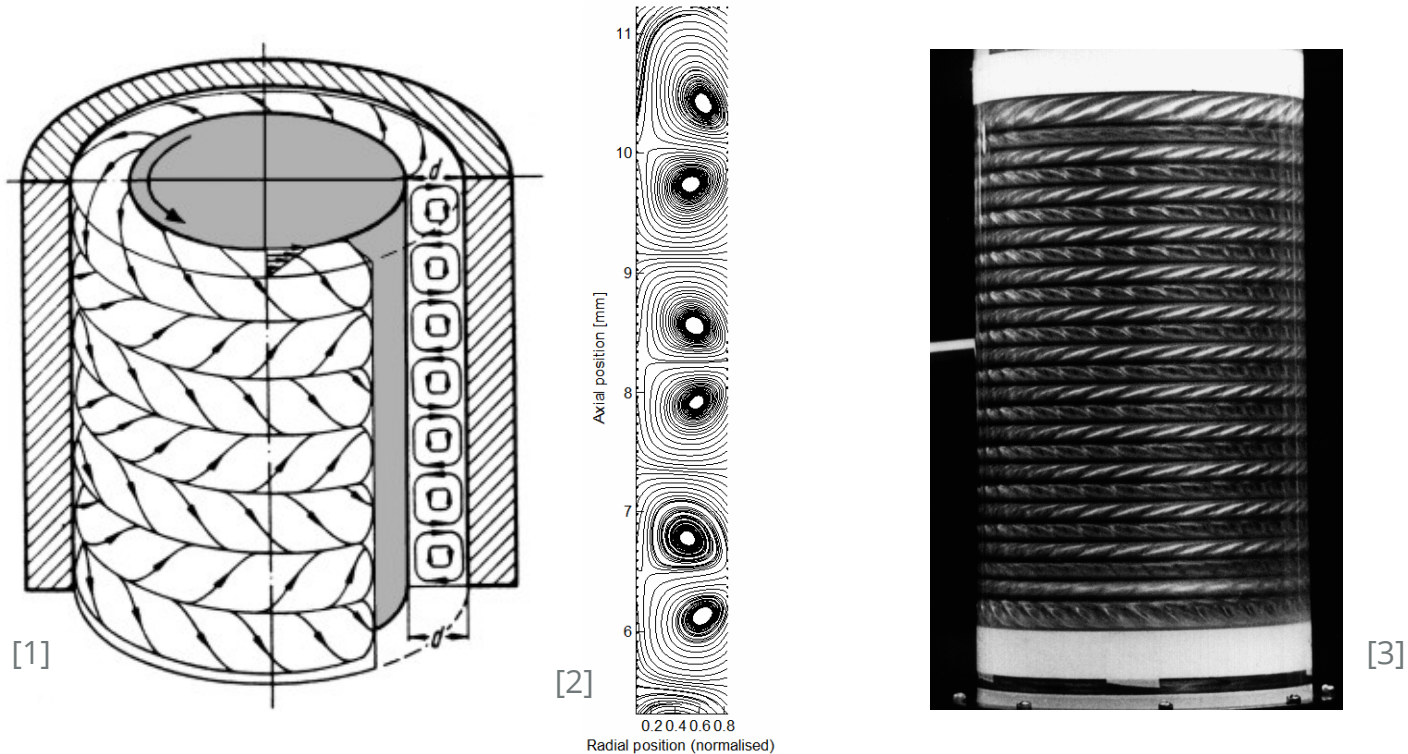 d
d
[1]
11
10
9
8
7
6
Axial position [mm]
0.2 0.4 0.6 0.8
Radial position (normalised)
[2]
[3]